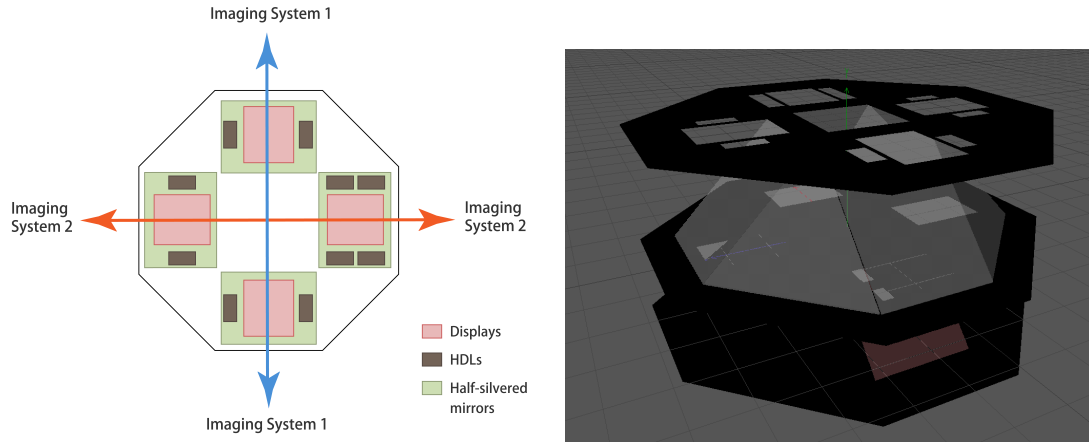 Imaging System 1
Imaging
System 2
Imaging
System 2
Displays
HDLs
Half-silvered
mirrors
Imaging System 1